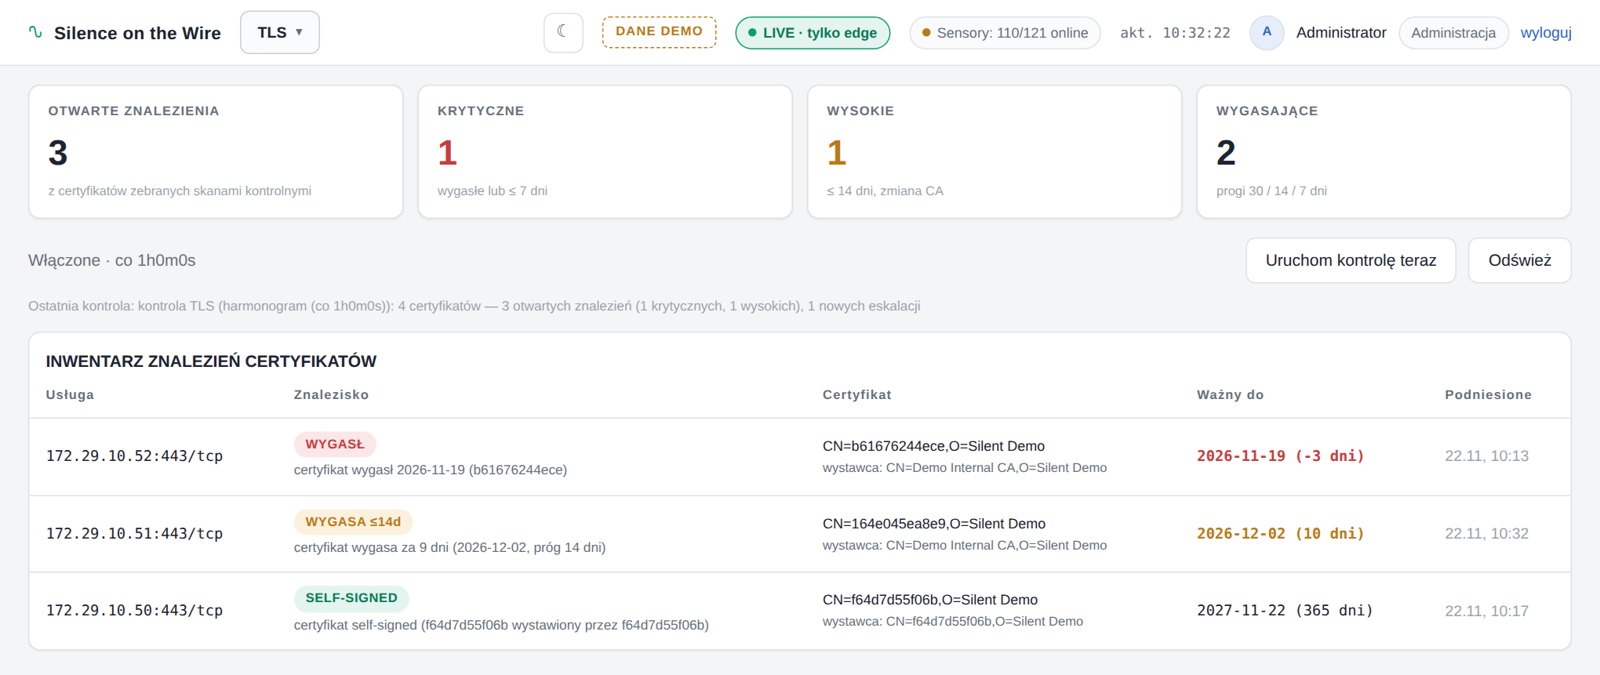 Silence on the Wire TLS ▾ ☾ DANE DEMO LIVE · tylko edge Sensory: 110/121 online akt. 10:32:22 A Administrator Administracja wyloguj
OTWARTE ZNALEZIENIA KRYTYCZNE WYSOKIE WYGASAJĄCE
3 1 1 2
z certyfikatów zebranych skanami kontrolnymi wygasłe lub ≤ 7 dni ≤ 14 dni, zmiana CA progi 30 / 14 / 7 dni
Włączone · co 1h0m0s Uruchom kontrolę teraz Odśwież
Ostatnia kontrola: kontrola TLS (harmonogram (co 1h0m0s)): 4 certyfikatów — 3 otwartych znalezień (1 krytycznych, 1 wysokich), 1 nowych eskalacji
INWENTARZ ZNALEZIEŃ CERTYFIKATÓW
Usługa Znalezisko Certyfikat Ważny do Podniesione
WYGASŁ
172.29.10.52:443/tcp CN=b61676244ece,O=Silent Demo 2026-11-19 (-3 dni) 22.11, 10:13
certyfikat wygasł 2026-11-19 (b61676244ece) wystawca: CN=Demo Internal CA,O=Silent Demo
WYGASA ≤14d
172.29.10.51:443/tcp CN=164e045ea8e9,O=Silent Demo 2026-12-02 (10 dni) 22.11, 10:32
certyfikat wygasa za 9 dni (2026-12-02, próg 14 dni) wystawca: CN=Demo Internal CA,O=Silent Demo
SELF-SIGNED
172.29.10.50:443/tcp CN=f64d7d55f06b,O=Silent Demo 2027-11-22 (365 dni) 22.11, 10:17
certyfikat self-signed (f64d7d55f06b wystawiony przez f64d7d55f06b) wystawca: CN=f64d7d55f06b,O=Silent Demo